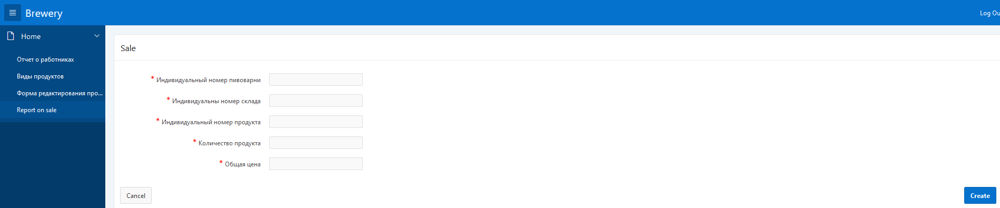 Brewery
Log Ou
Home
Отчет о работниках
Виды продуктов
Форма редактирования про...
Report on sale
Sale
* Индивидуальный номер пивоварни
* Индивидуальны номер склада
* Индивидуальный номер продукта
* Количество продукта
* Общая цена
Cancel
Create